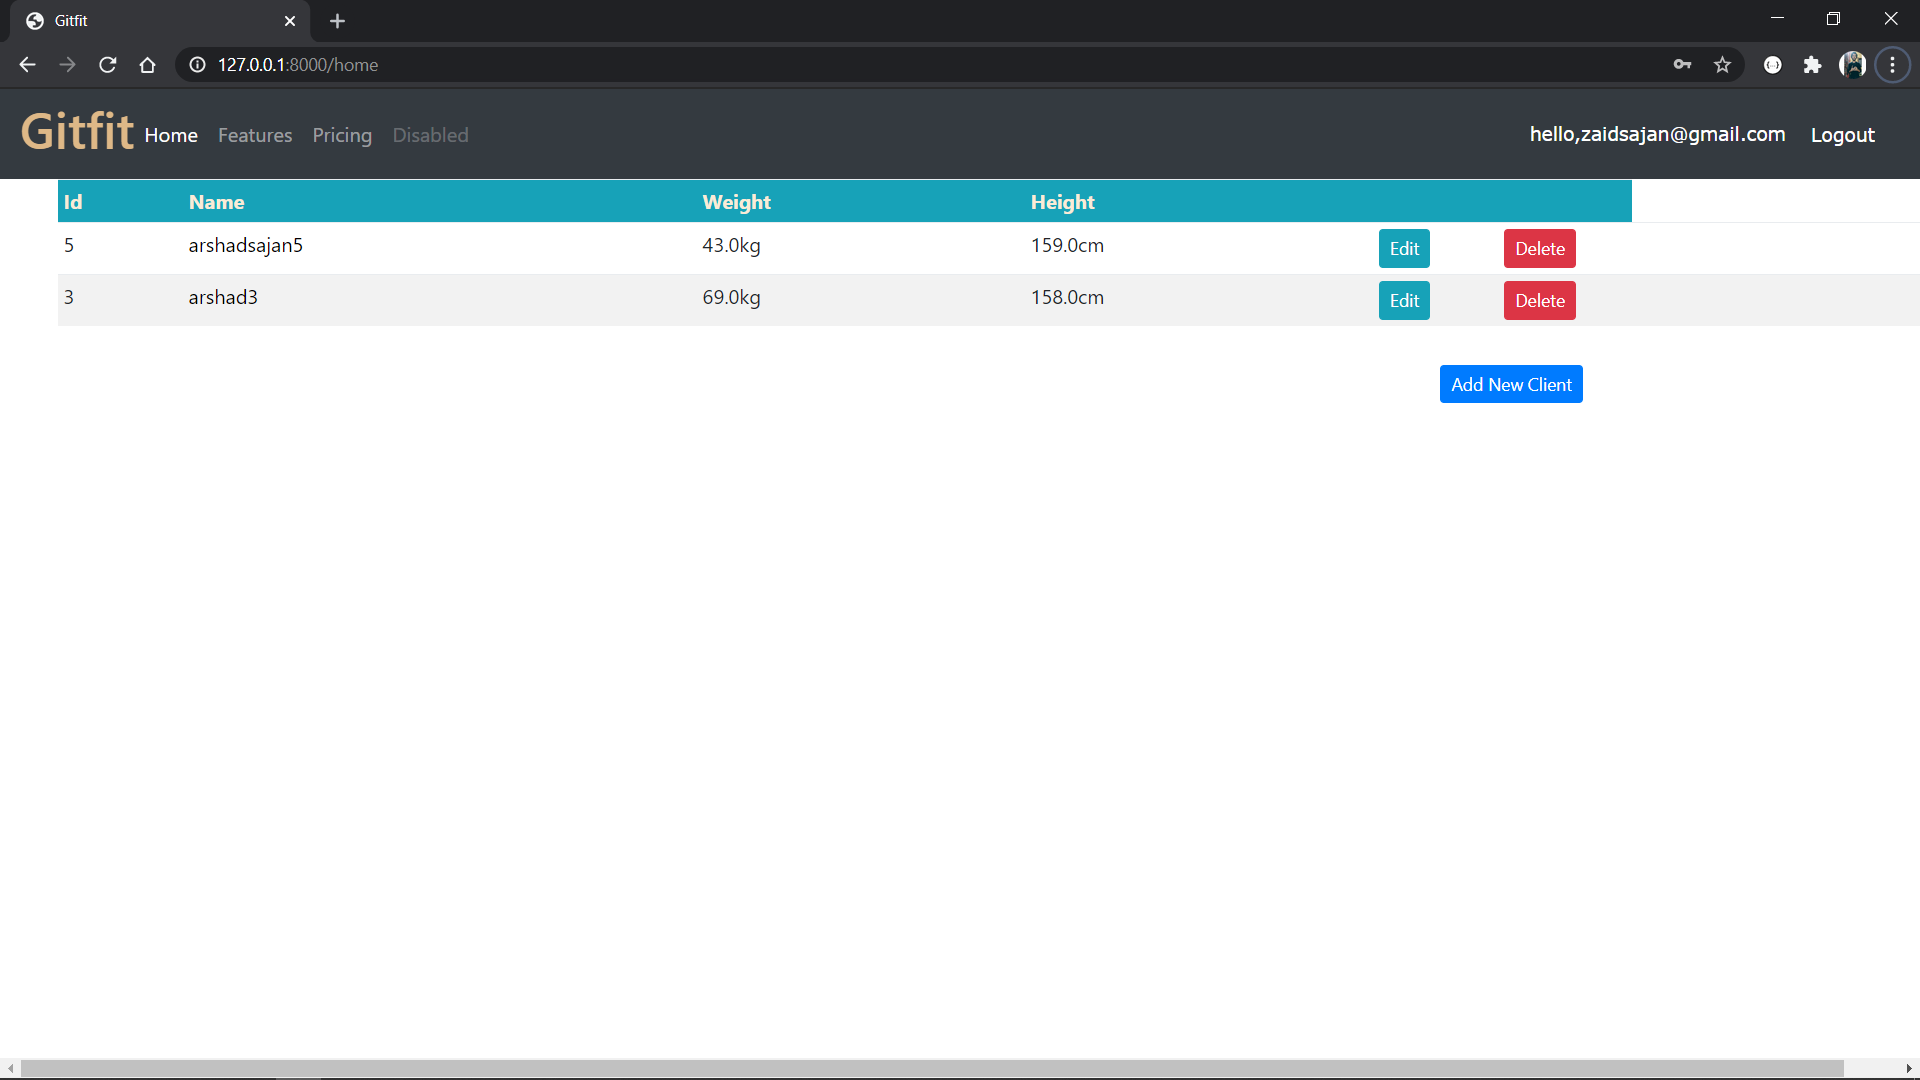 Gitfit
127.0.0.1:8000/home
Gitfit Home Features Pricing Disabled hello,zaidsajan@gmail.com Logout
Id Name Weight Height
5 arshadsajan5 43.0kg 159.0cm Edit Delete
3 arshad3 69.0kg 158.0cm Edit Delete
Add New Client